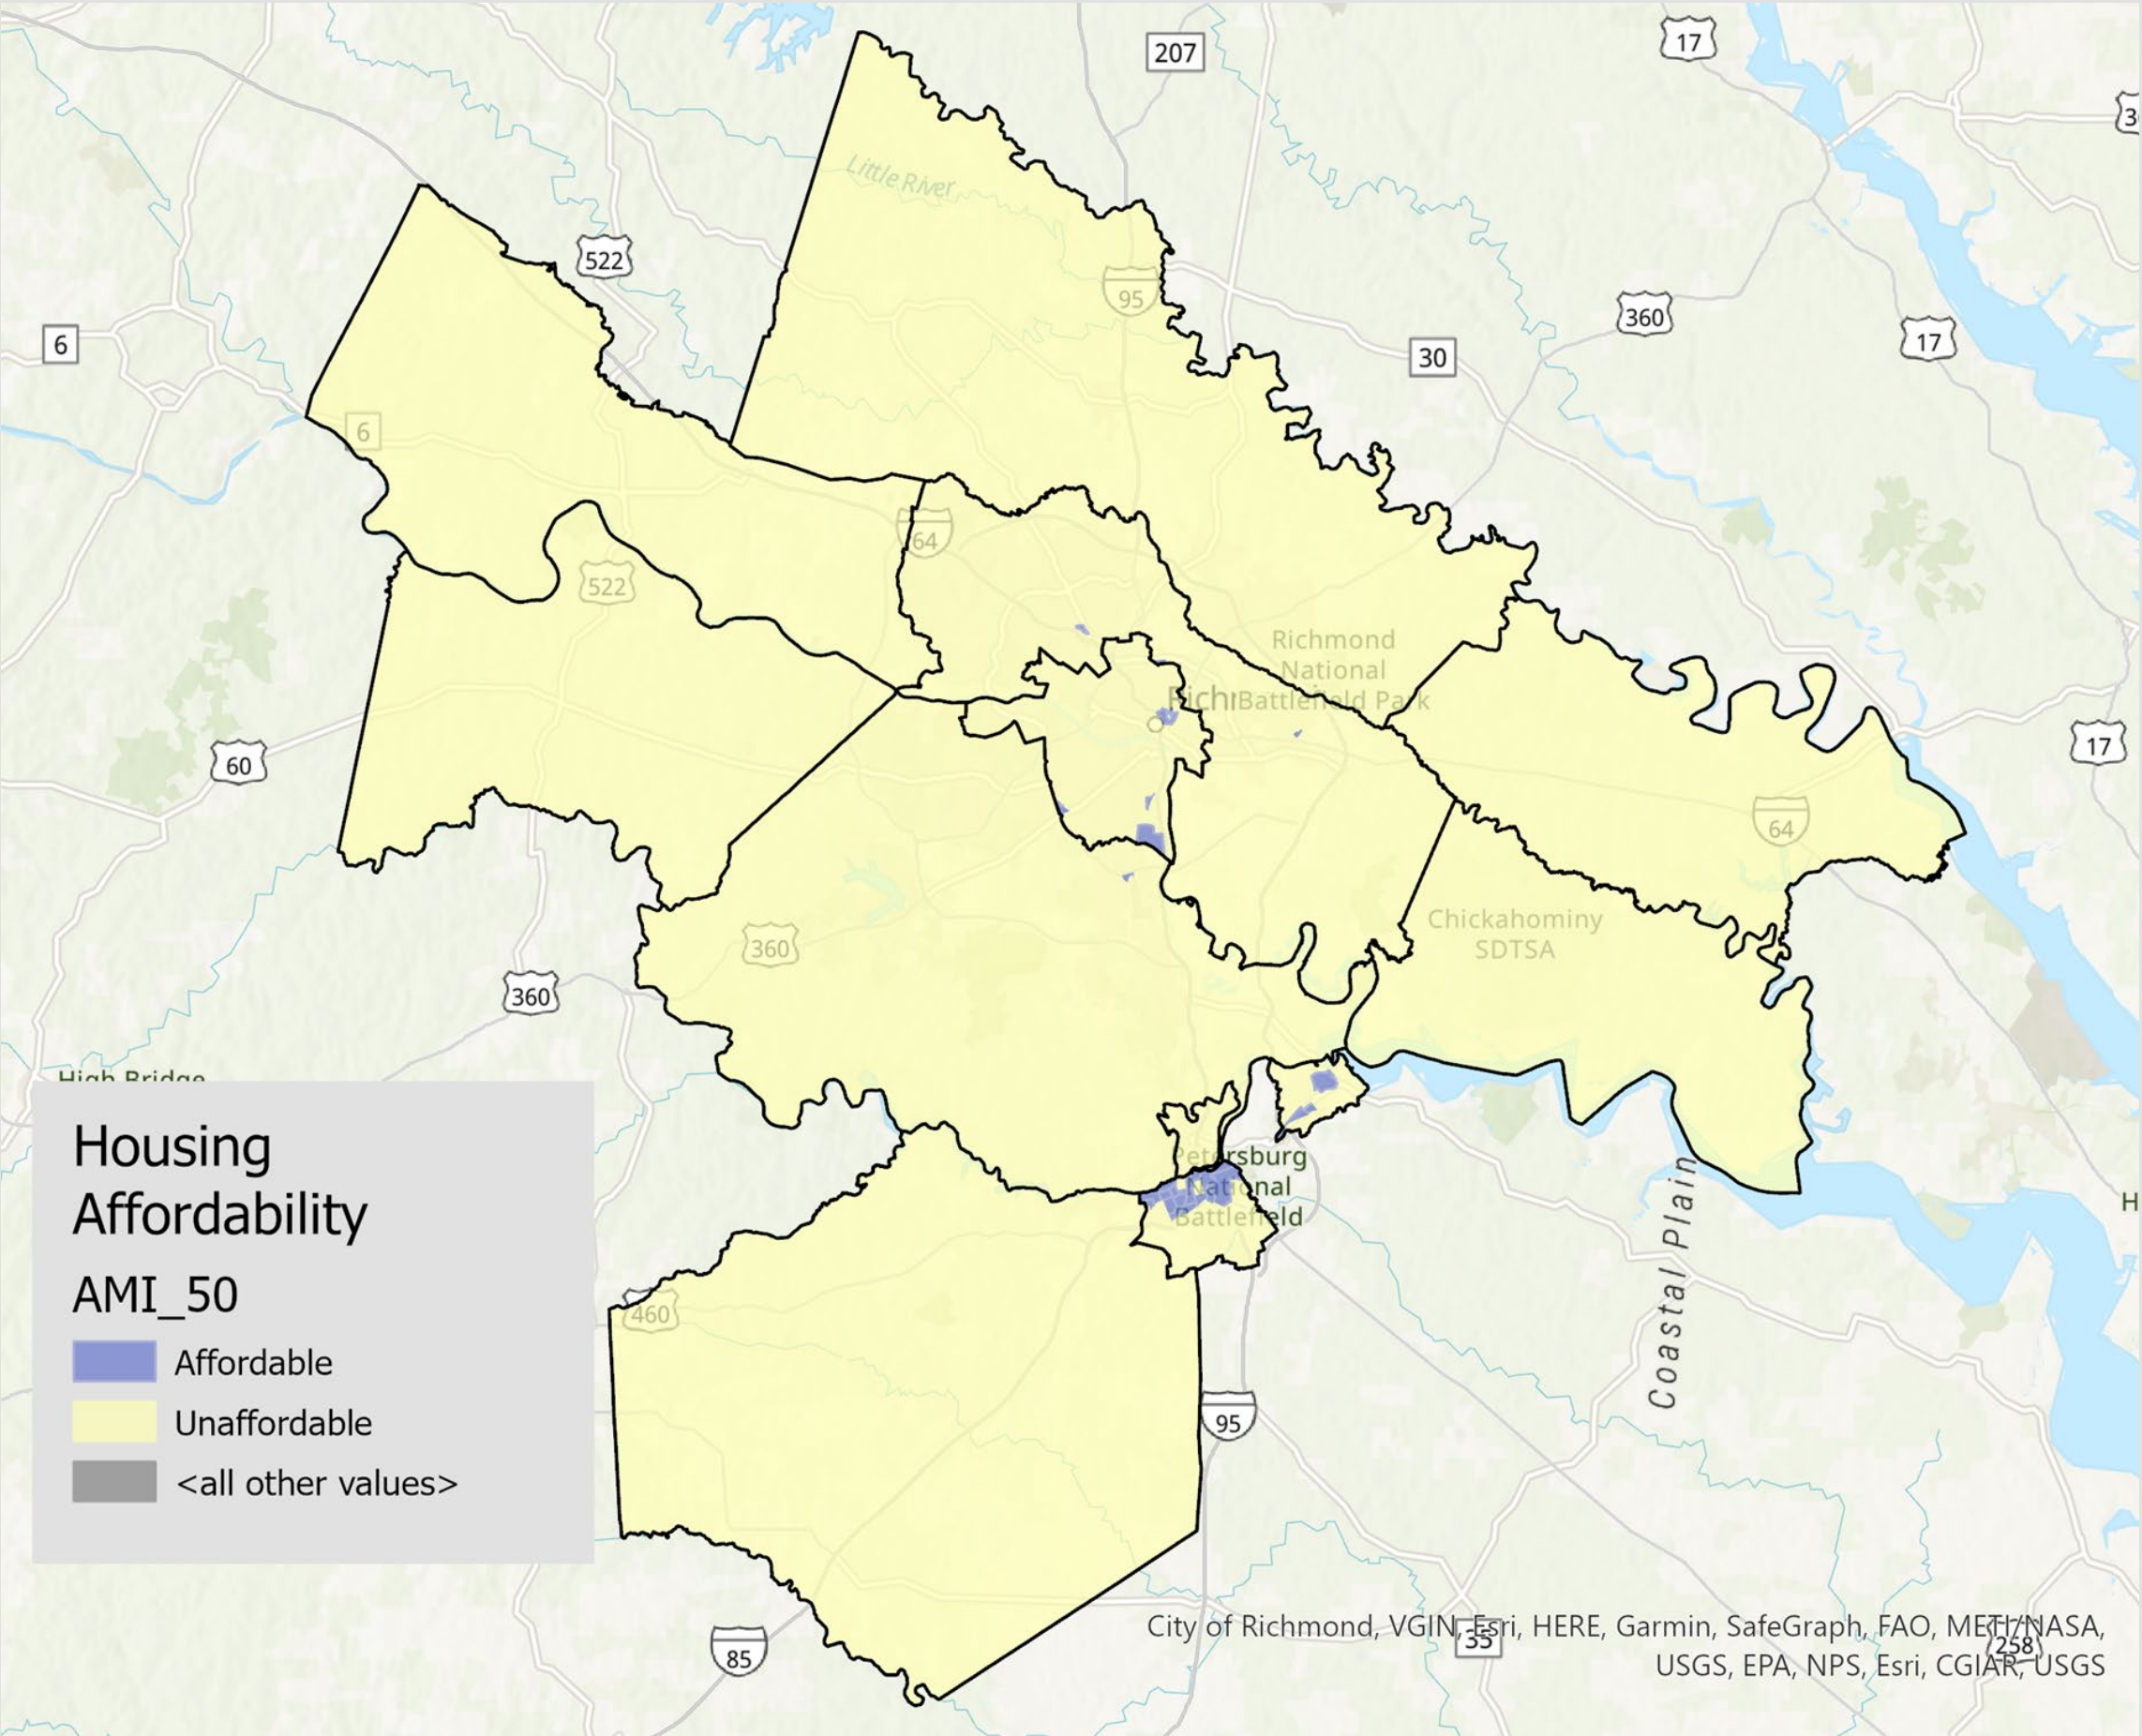 207
17
Little River
522
95
360
6
30
17
6
64
522
Richmond
National
Battlefield Park
17
60
64
Chickahominy
SDTSA
360
360
High Bridge
Petersburg
National
Battlefield
Coastal Plain
Housing
Affordability
AMI_50
Affordable
Unaffordable
<all other values>
460
95
City of Richmond, VGIN, Esri, HERE, Garmin, SafeGraph, FAO, METI/NASA,
35
258
85
USGS, EPA, NPS, Esri, CGIAR, USGS